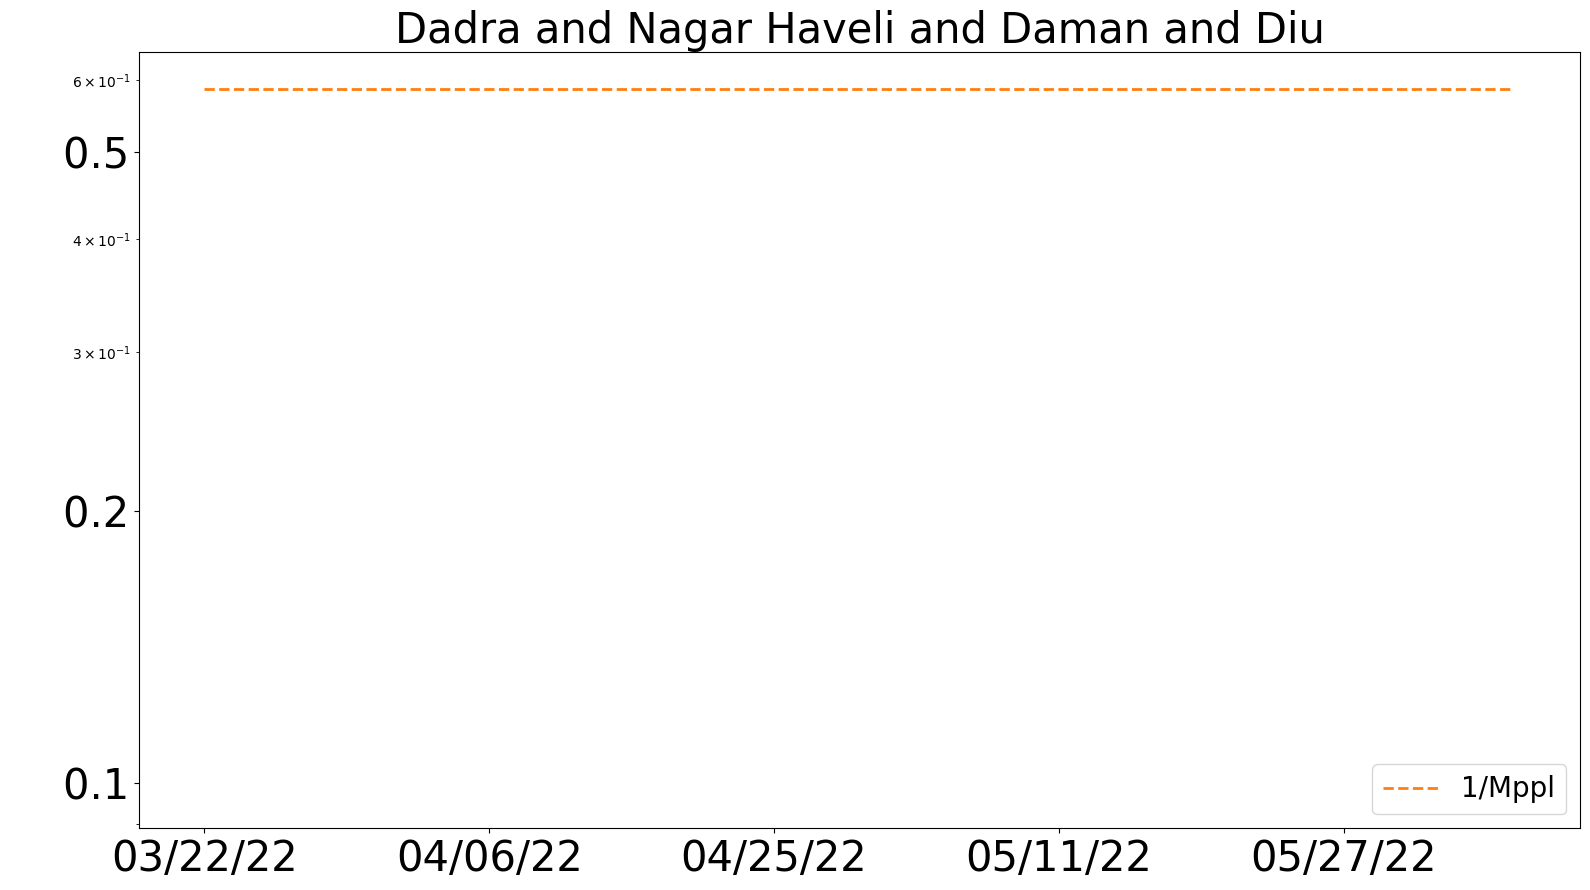 Dadra and Nagar Haveli and Daman and Diu
6 × 10⁻¹
0.5
4 × 10⁻¹
3 × 10⁻¹
0.2
0.1
1/Mppl
03/22/22 04/06/22 04/25/22 05/11/22 05/27/22